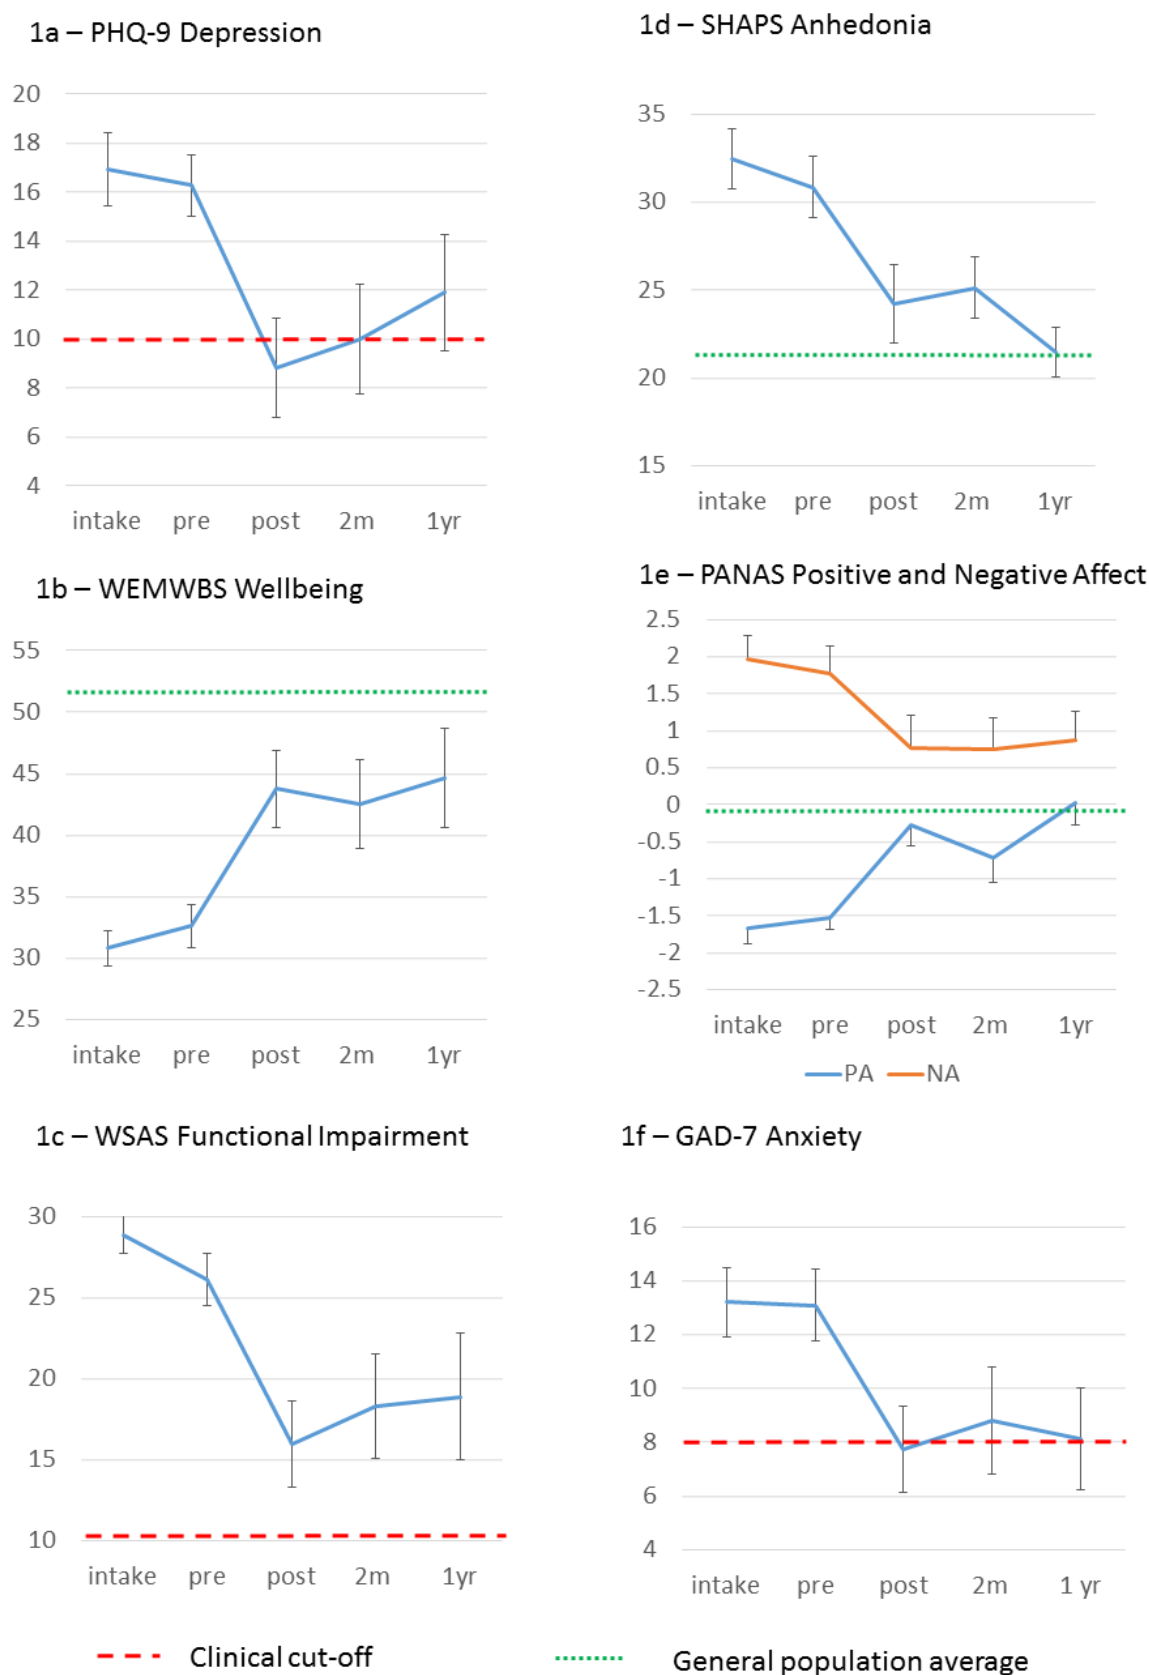 1a – PHQ-9 Depression
20
18
16
14
12
10
8
6
4
intake pre post 2m 1yr
1d – SHAPS Anhedonia
35
30
25
20
15
intake pre post 2m 1yr
1b – WEMWBS Wellbeing
55
50
45
40
35
30
25
intake pre post 2m 1yr
1e – PANAS Positive and Negative Affect
2.5
2
1.5
1
0.5
0
-0.5
-1
-1.5
-2
-2.5
intake pre post 2m 1yr
PA NA
1c – WSAS Functional Impairment
30
25
20
15
10
intake pre post 2m 1yr
1f – GAD-7 Anxiety
16
14
12
10
8
6
4
intake pre post 2m 1 yr
Clinical cut-off
General population average